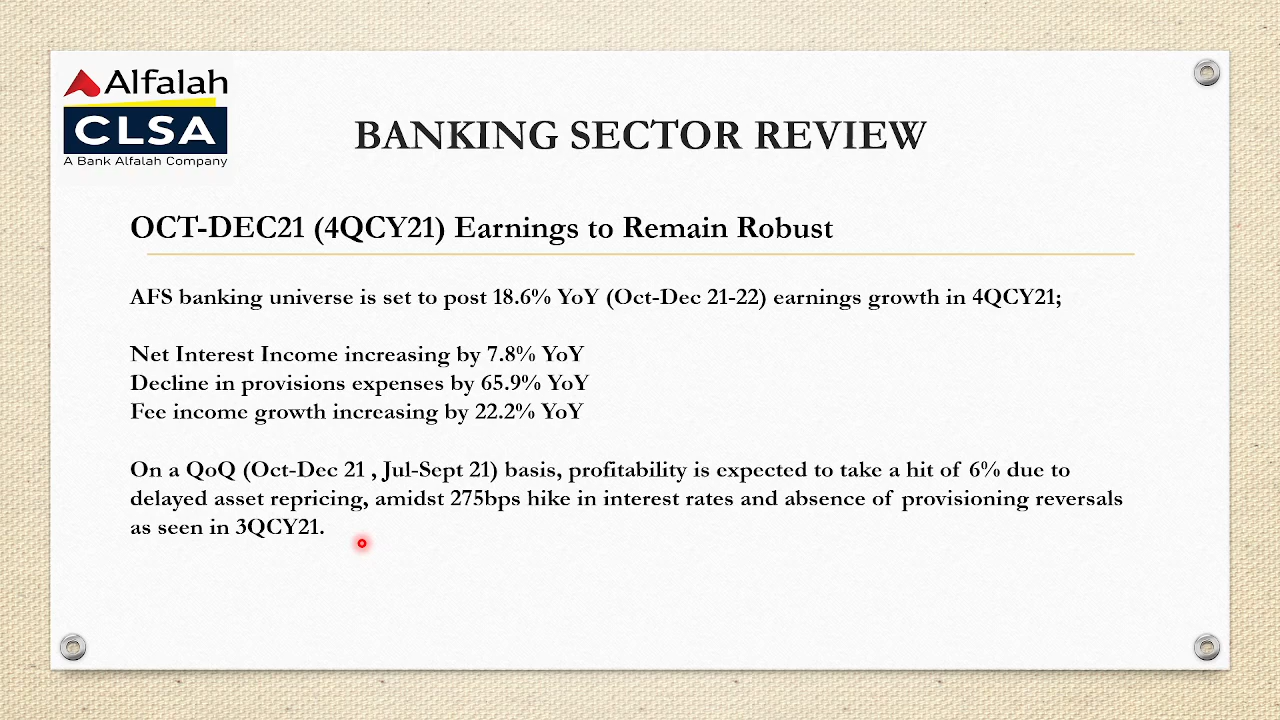 Alfalah
CLSA
A Bank Alfalah Company
BANKING SECTOR REVIEW
OCT-DEC21 (4QCY21) Earnings to Remain Robust
AFS banking universe is set to post 18.6% YoY (Oct-Dec 21-22) earnings growth in 4QCY21;
Net Interest Income increasing by 7.8% YoY
Decline in provisions expenses by 65.9% YoY
Fee income growth increasing by 22.2% YoY
On a QoQ (Oct-Dec 21 , Jul-Sept 21) basis, profitability is expected to take a hit of 6% due to
delayed asset repricing, amidst 275bps hike in interest rates and absence of provisioning reversals
as seen in 3QCY21.